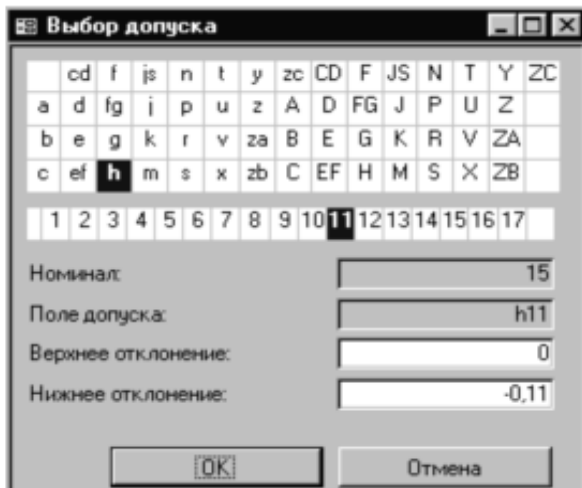 Выбор допуска
cd f js n t y zc CD F JS N T Y ZC
a d fg j p u z A D FG J P U Z
b e g k r v za B E G K R V ZA
c ef h m s x zb C EF H M S X ZB
1 2 3 4 5 6 7 8 9 10 11 12 13 14 15 16 17
Номинал: 15
Поле допуска: h11
Верхнее отклонение: 0
Нижнее отклонение: -0,11
OK Отмена